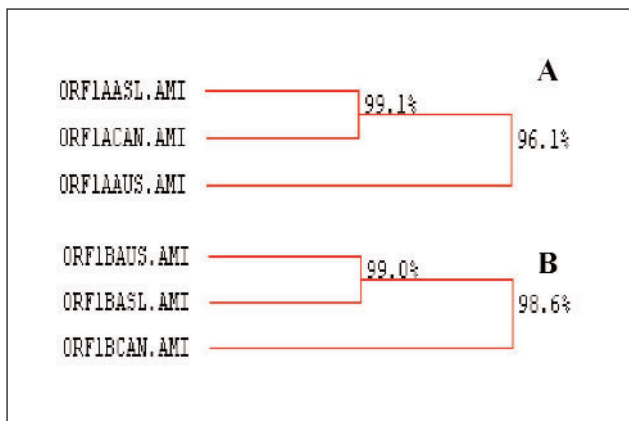 A
ORF1AASL.AMI
99.1%
ORF1ACAN.AMI
96.1%
ORF1AAUS.AMI
ORF1BAUS.AMI
99.0%
B
ORF1BASL.AMI
98.6%
ORF1BCAN.AMI